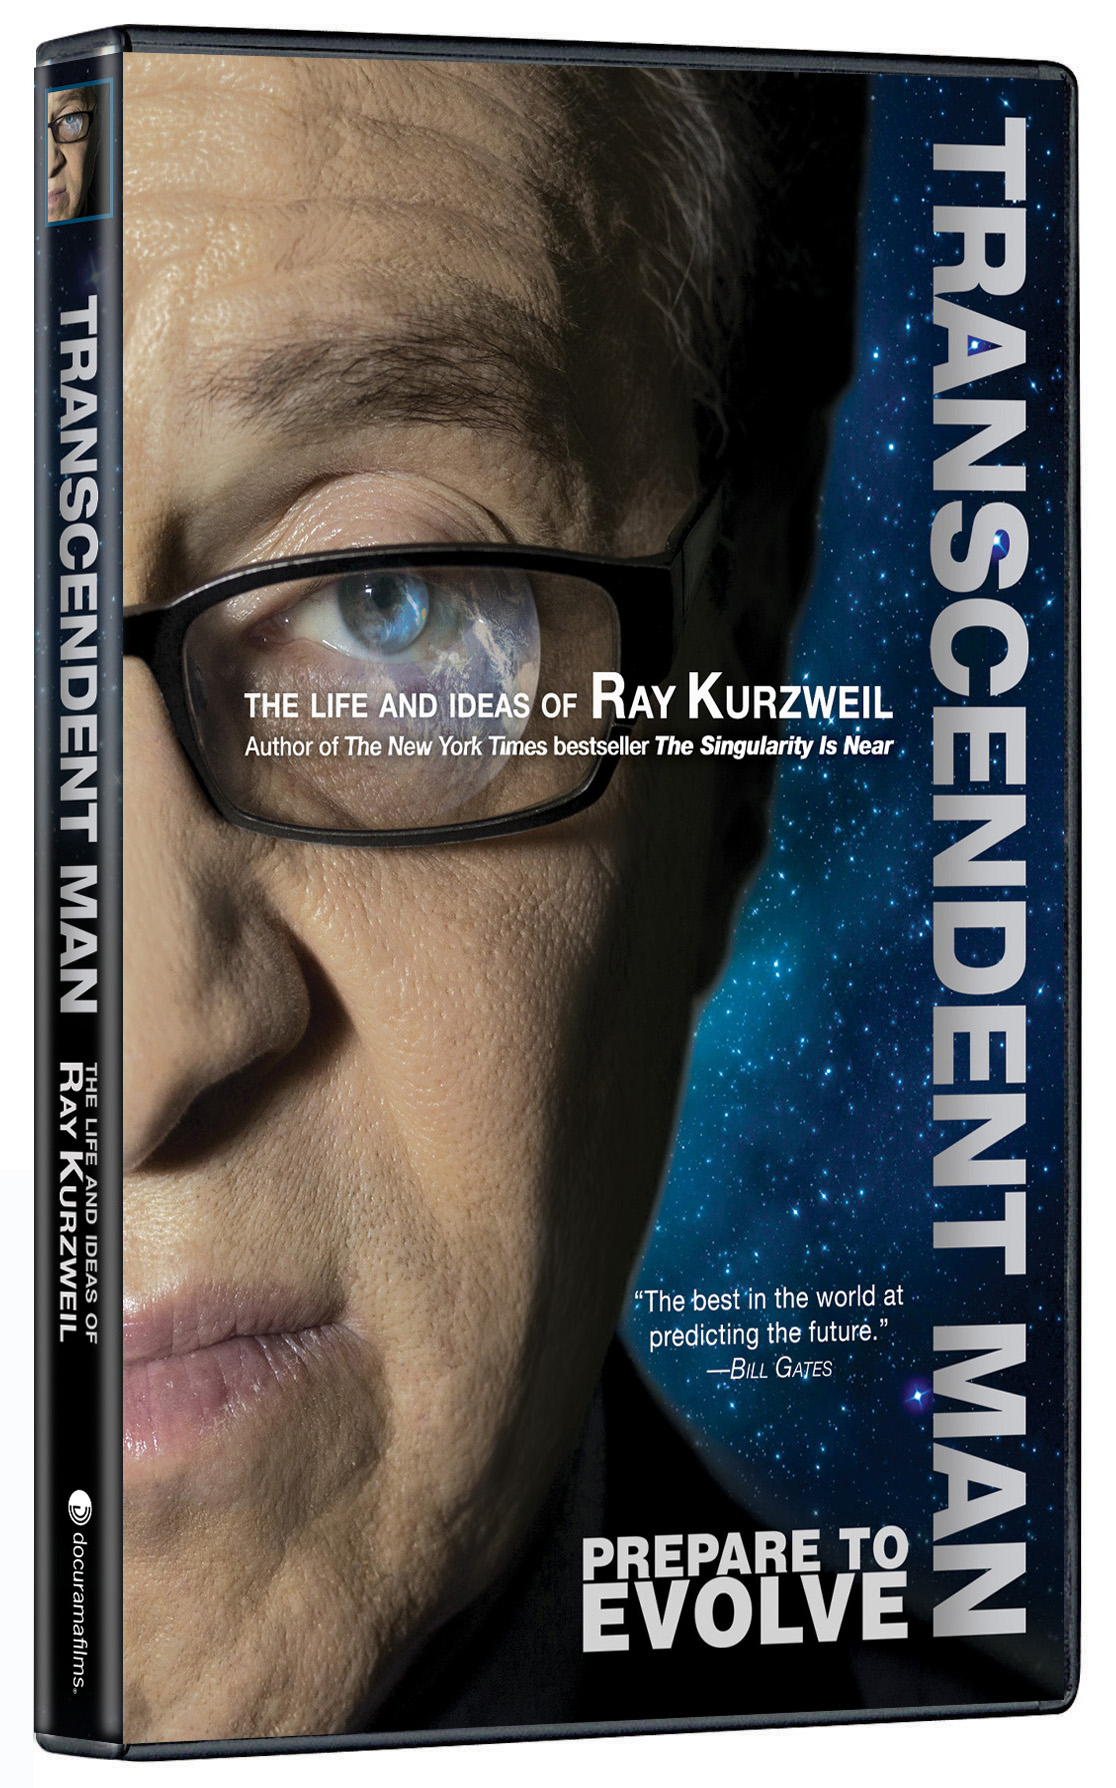 TRANSCENDENT MAN
THE LIFE AND IDEAS OF
RAY KURZWEIL
docuramafilms®
THE LIFE AND IDEAS OF RAY KURZWEIL
Author of The New York Times bestseller The Singularity Is Near
TRANSCENDENT MAN
“The best in the world at
predicting the future.”
—BILL GATES
PREPARE TO
EVOLVE